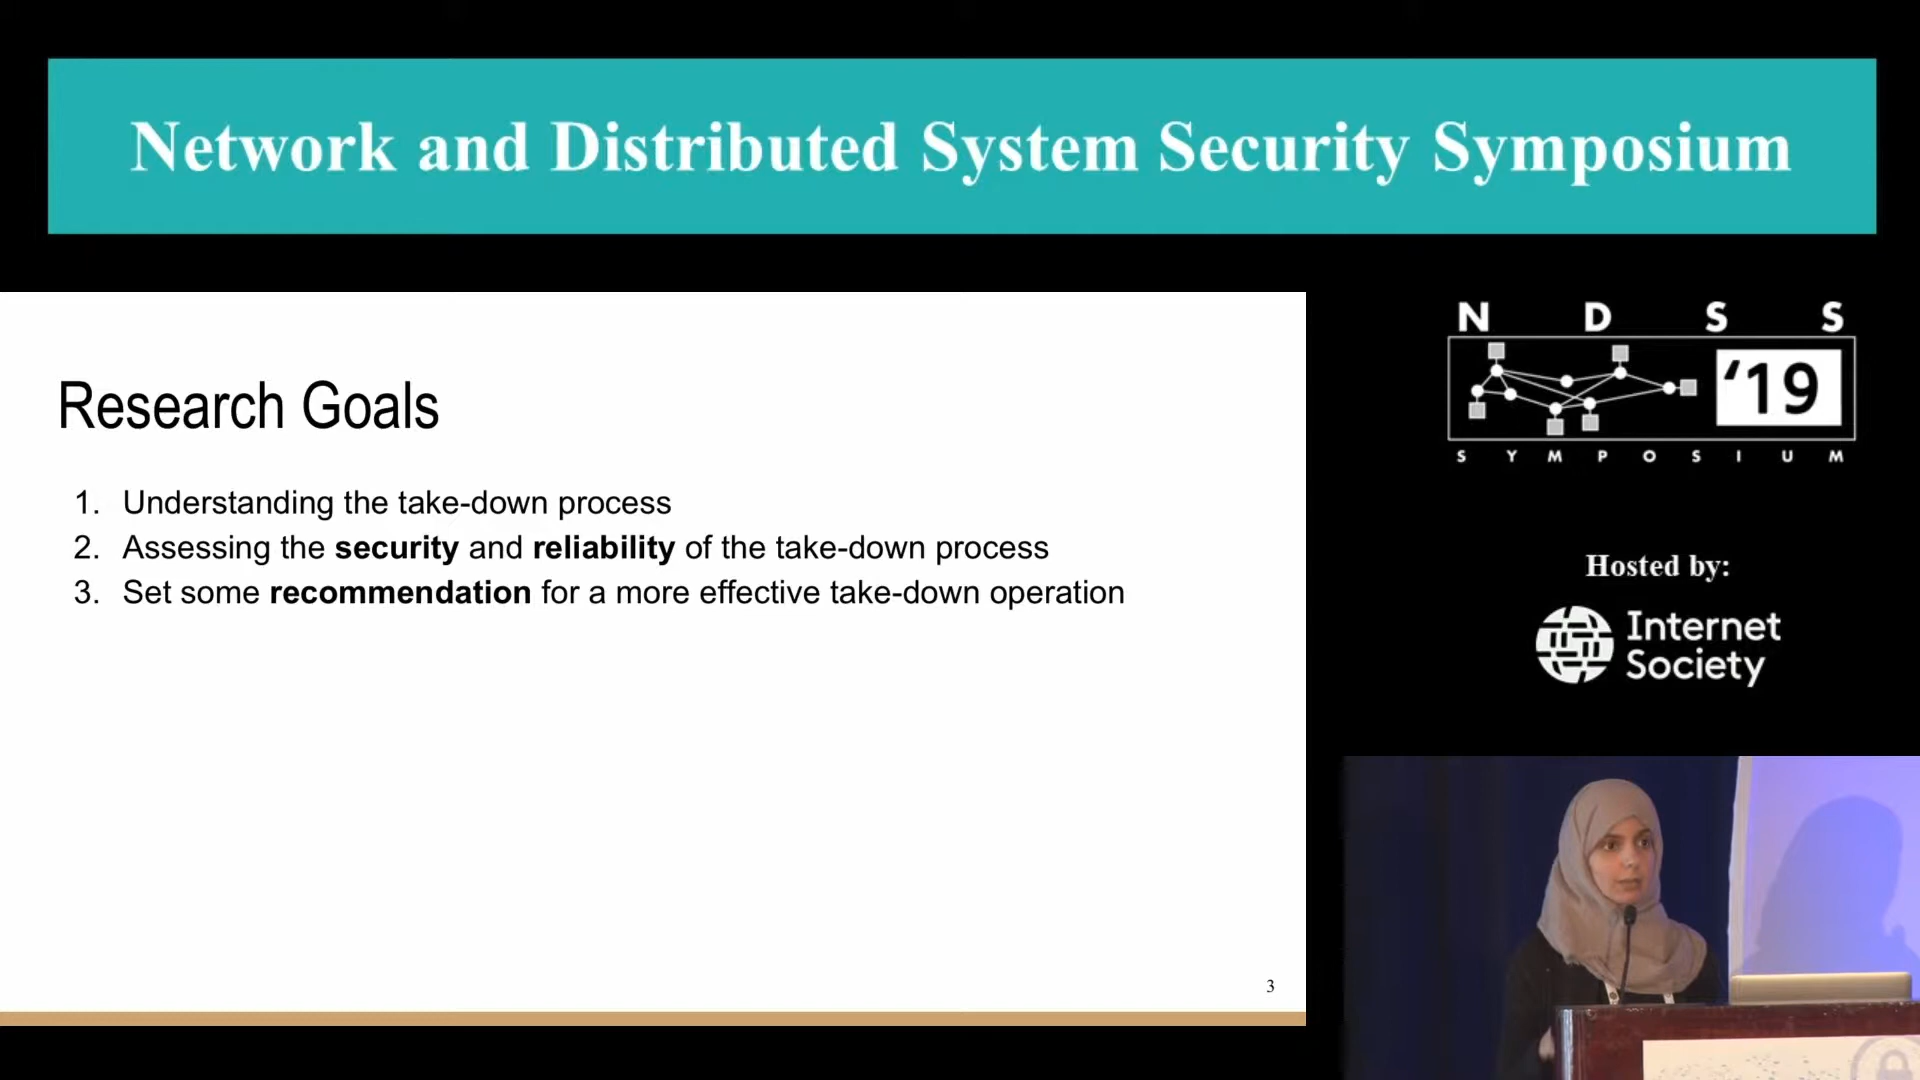 Network and Distributed System Security Symposium
N D S S
'19
S Y M P O S I U M
Research Goals
1. Understanding the take-down process
2. Assessing the security and reliability of the take-down process
3. Set some recommendation for a more effective take-down operation
Hosted by:
Internet
Society
3